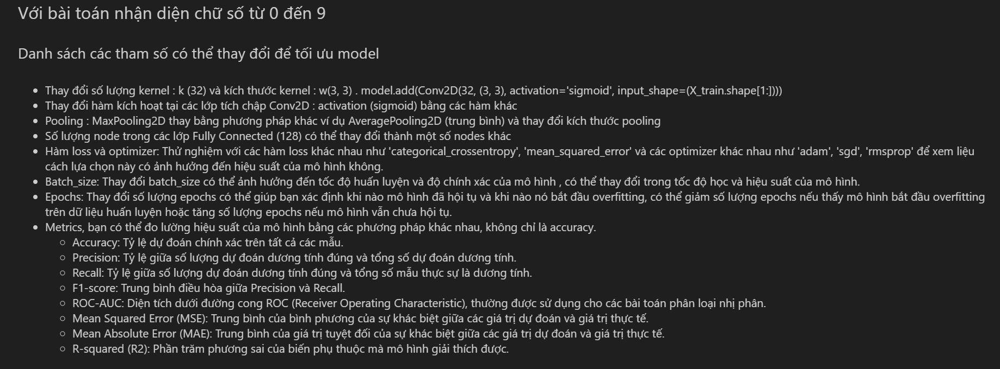 Với bài toán nhận diện chữ số từ 0 đến 9
Danh sách các tham số có thể thay đổi để tối ưu model
Thay đổi số lượng kernel : k (32) và kích thước kernel : w(3, 3) . model.add(Conv2D(32, (3, 3), activation='sigmoid', input_shape=(X_train.shape[1:])))
Thay đổi hàm kích hoạt tại các lớp tích chập Conv2D : activation (sigmoid) bằng các hàm khác
Pooling : MaxPooling2D thay bằng phương pháp khác ví dụ AveragePooling2D (trung bình) và thay đổi kích thước pooling
Số lượng node trong các lớp Fully Connected (128) có thể thay đổi thành một số nodes khác
Hàm loss và optimizer: Thử nghiệm với các hàm loss khác nhau như 'categorical_crossentropy', 'mean_squared_error' và các optimizer khác nhau như 'adam', 'sgd', 'rmsprop' để xem liệu
cách lựa chọn này có ảnh hưởng đến hiệu suất của mô hình không.
Batch_size: Thay đổi batch_size có thể ảnh hưởng đến tốc độ huấn luyện và độ chính xác của mô hình , có thể thay đổi trong tốc độ học và hiệu suất của mô hình.
Epochs: Thay đổi số lượng epochs có thể giúp bạn xác định khi nào mô hình đã hội tụ và khi nào nó bắt đầu overfitting, có thể giảm số lượng epochs nếu thấy mô hình bắt đầu overfitting
trên dữ liệu huấn luyện hoặc tăng số lượng epochs nếu mô hình vẫn chưa hội tụ.
Metrics, bạn có thể đo lường hiệu suất của mô hình bằng các phương pháp khác nhau, không chỉ là accuracy.
Accuracy: Tỷ lệ dự đoán chính xác trên tất cả các mẫu.
Precision: Tỷ lệ giữa số lượng dự đoán dương tính đúng và tổng số dự đoán dương tính.
Recall: Tỷ lệ giữa số lượng dự đoán dương tính đúng và tổng số mẫu thực sự là dương tính.
F1-score: Trung bình điều hòa giữa Precision và Recall.
ROC-AUC: Diện tích dưới đường cong ROC (Receiver Operating Characteristic), thường được sử dụng cho các bài toán phân loại nhị phân.
Mean Squared Error (MSE): Trung bình của bình phương của sự khác biệt giữa các giá trị dự đoán và giá trị thực tế.
Mean Absolute Error (MAE): Trung bình của giá trị tuyệt đối của sự khác biệt giữa các giá trị dự đoán và giá trị thực tế.
R-squared (R2): Phần trăm phương sai của biến phụ thuộc mà mô hình giải thích được.